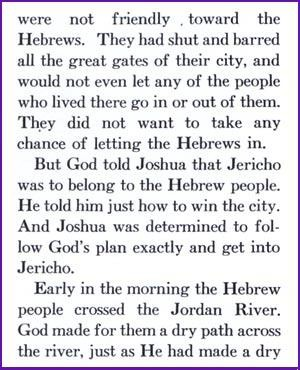 were not friendly toward the
Hebrews. They had shut and barred
all the great gates of their city, and
would not even let any of the people
who lived there go in or out of them.
They did not want to take any
chance of letting the Hebrews in.
But God told Joshua that Jericho
was to belong to the Hebrew people.
He told him just how to win the city.
And Joshua was determined to fol-
low God's plan exactly and get into
Jericho.
Early in the morning the Hebrew
people crossed the Jordan River.
God made for them a dry path across
the river, just as He had made a dry